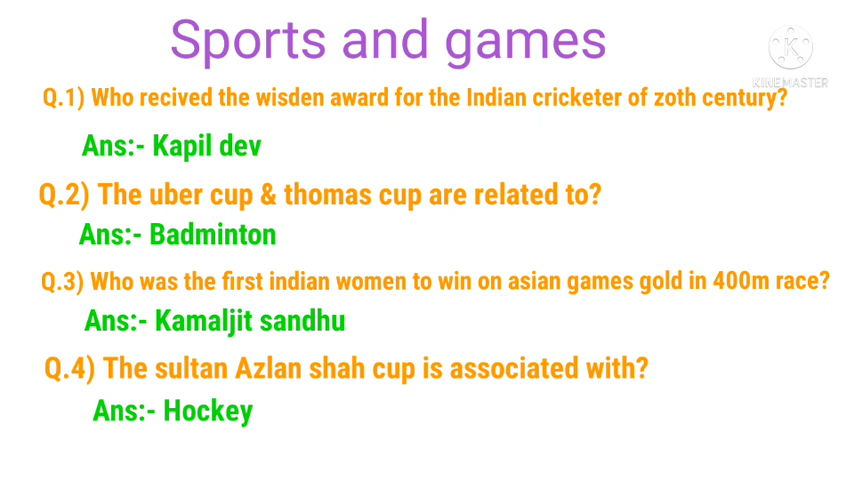 Sports and games
K
KINEMASTER
Q.1) Who recived the wisden award for the Indian cricketer of zoth century?
Ans:- Kapil dev
Q.2) The uber cup & thomas cup are related to?
Ans:- Badminton
Q.3) Who was the first indian women to win on asian games gold in 400m race?
Ans:- Kamaljit sandhu
Q.4) The sultan Azlan shah cup is associated with?
Ans:- Hockey